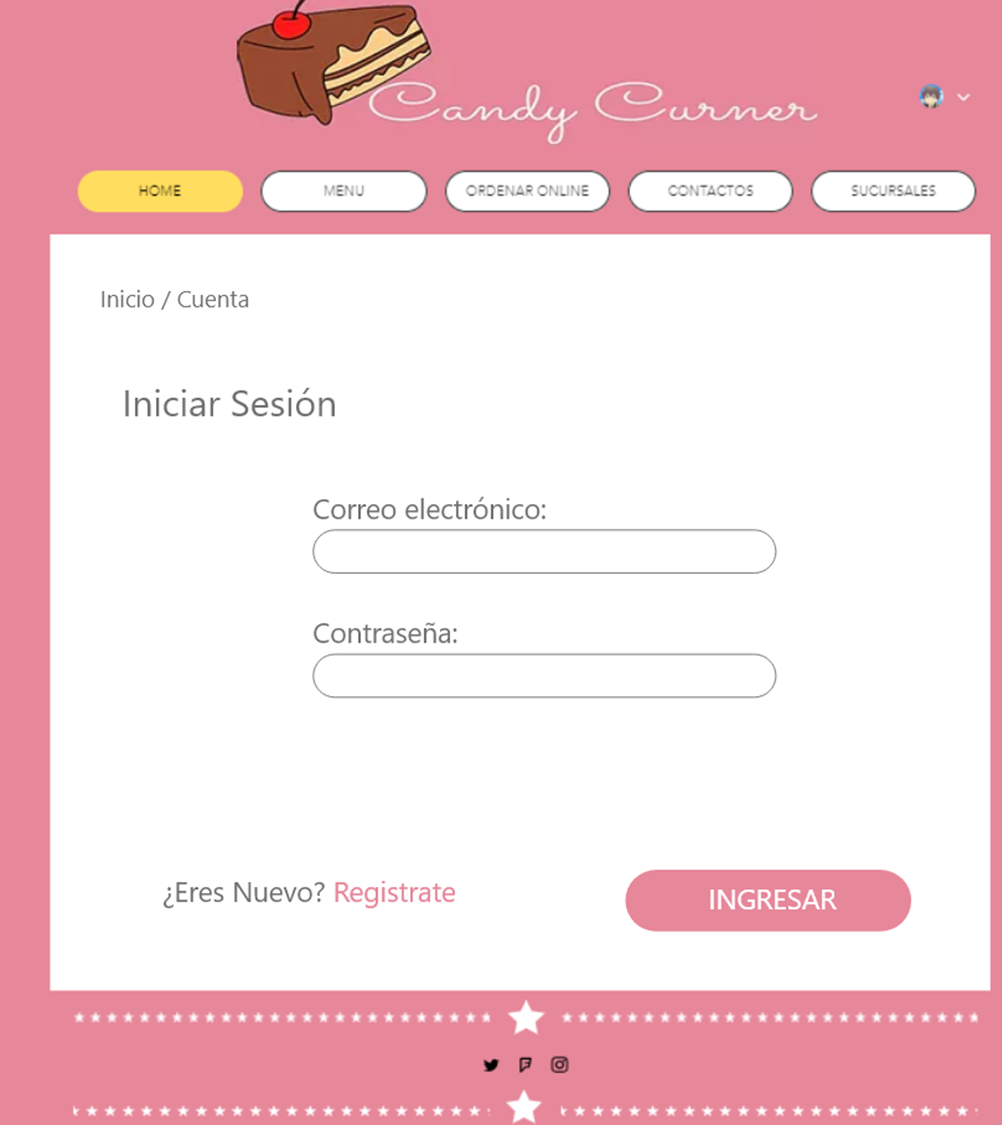 Candy Curner
HOME MENU ORDENAR ONLINE CONTACTOS SUCURSALES
Inicio / Cuenta
Iniciar Sesión
Correo electrónico:
Contraseña:
¿Eres Nuevo? Registrate
INGRESAR